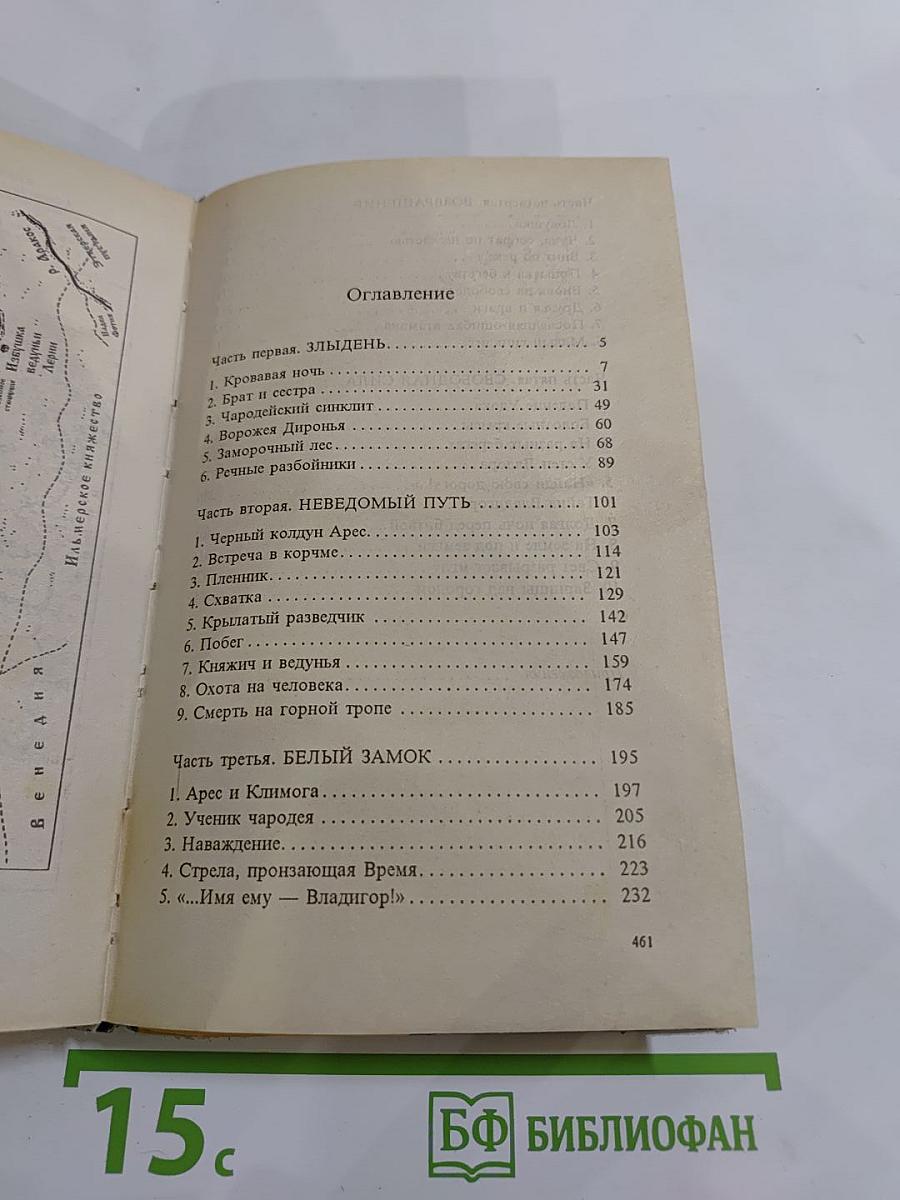 р. Аракос
Этверская
пустыня
Избушка
ведуньи
Лерии
Ильмерское княжество
ВЕНЕДИЯ
Оглавление
Часть первая. ЗЛЫДЕНЬ. 5
1. Кровавая ночь 7
2. Брат и сестра 31
3. Чародейский синклит 49
4. Ворожея Диронья 60
5. Заморочный лес. 68
6. Речные разбойники 89
Часть вторая. НЕВЕДОМЫЙ ПУТЬ 101
1. Черный колдун Арес. 103
2. Встреча в корчме. 114
3. Пленник. 121
4. Схватка 129
5. Крылатый разведчик 142
6. Побег 147
7. Княжич и ведунья 159
8. Охота на человека. 174
9. Смерть на горной тропе 185
Часть третья. БЕЛЫЙ ЗАМОК 195
1. Арес и Климога 197
2. Ученик чародея 205
3. Наваждение. 216
4. Стрела, пронзающая Время. 223
5. «...Имя ему — Владигор!» 232
461
15 с
БФ БИБЛИОФАН